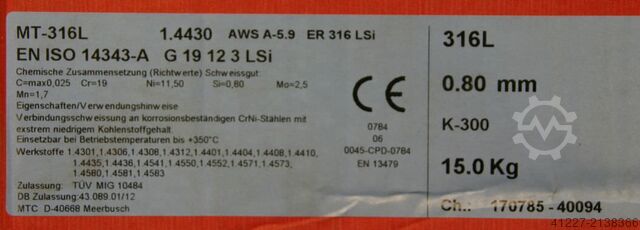 MT-316L 1.4430 AWS A-5.9 ER 316 LSi
EN ISO 14343-A G 19 12 3 LSi
Chemische Zusammensetzung (Richtwerte) Schweissgut:
C=max0,025 Cr=19 Ni=11,50 Si=0,80 Mo=2,5
Mn=1,7
Eigenschaften/Verwendungshinweise
Verbindungsschweissung an korrosionsbeständigen CrNi-Stählen mit
exstrem niedrigem Kohlenstoffgehalt.
Einsetzbar bei Betriebstemperaturen bis +350°C
Werkstoffe 1.4301,1.4306,1.4308,1.4312,1.4401,1.4404,1.4408,1.4410,
1.4435,1.4436,1.4541,1.4550,1.4552,1.4571,1.4573,
1.4580,1.4581,1.4583
Zulassung: TÜV MIG 10484
DB Zulassung:43.089.01/12
MTC D-40668 Meerbusch
CE
0784
06
0045-CPD-0784
EN 13479
316L
0.80 mm
K-300
15.0 Kg
Ch.: 170785-40094
41227-2138366